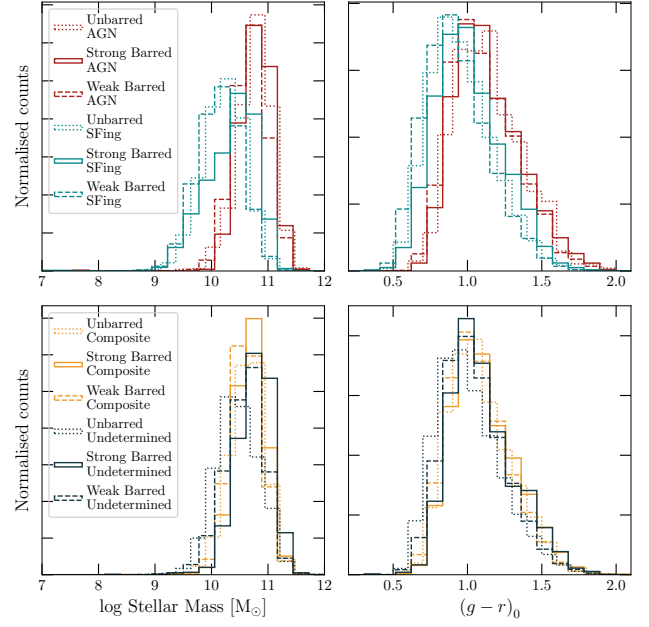 Normalised counts
Unbarred
AGN
Strong Barred
AGN
Weak Barred
AGN
Unbarred
SFing
Strong Barred
SFing
Weak Barred
SFing
7 8 9 10 11 12
0.5 1.0 1.5 2.0
Normalised counts
Unbarred
Composite
Strong Barred
Composite
Weak Barred
Composite
Unbarred
Undetermined
Strong Barred
Undetermined
Weak Barred
Undetermined
7 8 9 10 11 12
0.5 1.0 1.5 2.0
log Stellar Mass [M☉]
(g − r)₀